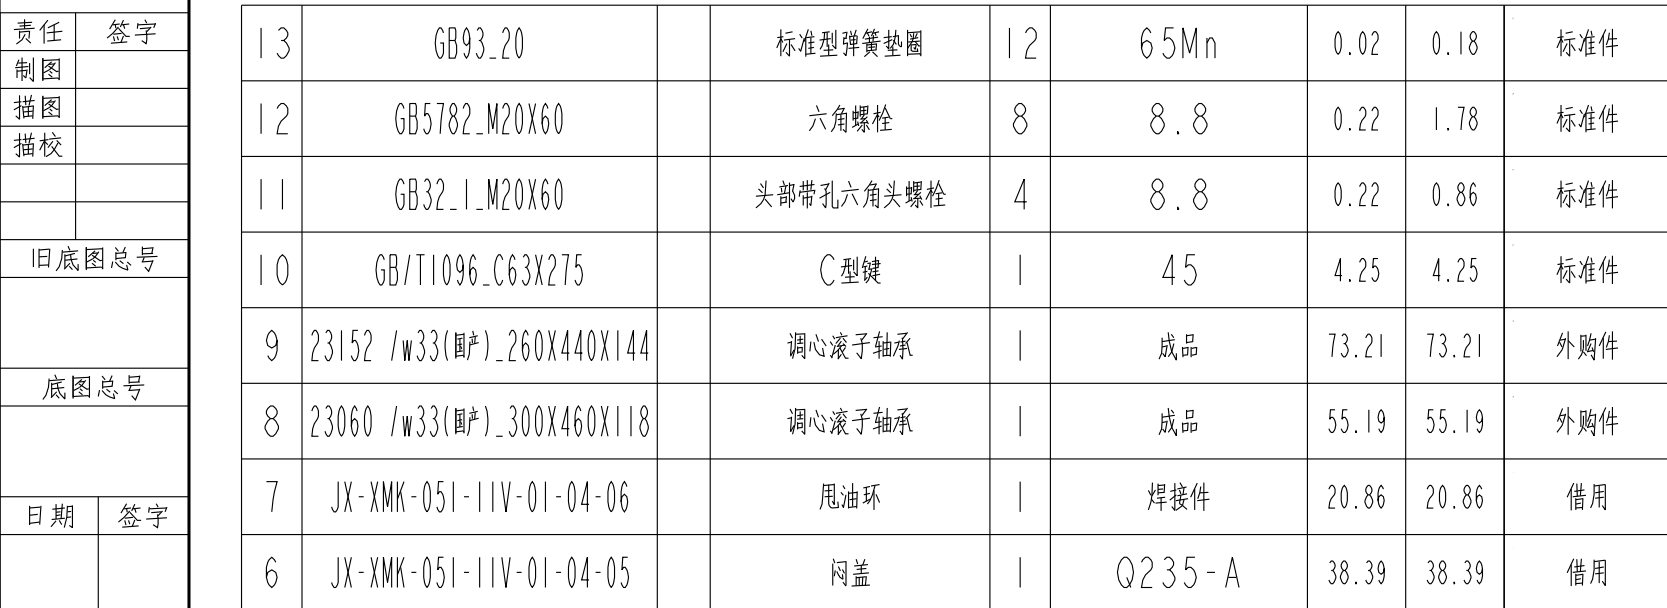 责任 签字
制图
描图
描校
旧底图总号
底图总号
日期 签字
13 GB93_20 标准型弹簧垫圈 12 65Mn 0.02 0.18 标准件
12 GB5782_M20X60 六角螺栓 8 8.8 0.22 1.78 标准件
11 GB32_1_M20X60 头部带孔六角头螺栓 4 8.8 0.22 0.86 标准件
10 GB/T1096_C63X275 C型键 1 45 4.25 4.25 标准件
9 23152 /w33(国产)_260X440X144 调心滚子轴承 1 成品 73.21 73.21 外购件
8 23060 /w33(国产)_300X460X118 调心滚子轴承 1 成品 55.19 55.19 外购件
7 JX-XMK-051-11V-01-04-06 甩油环 1 焊接件 20.86 20.86 借用
6 JX-XMK-051-11V-01-04-05 闷盖 1 Q235-A 38.39 38.39 借用